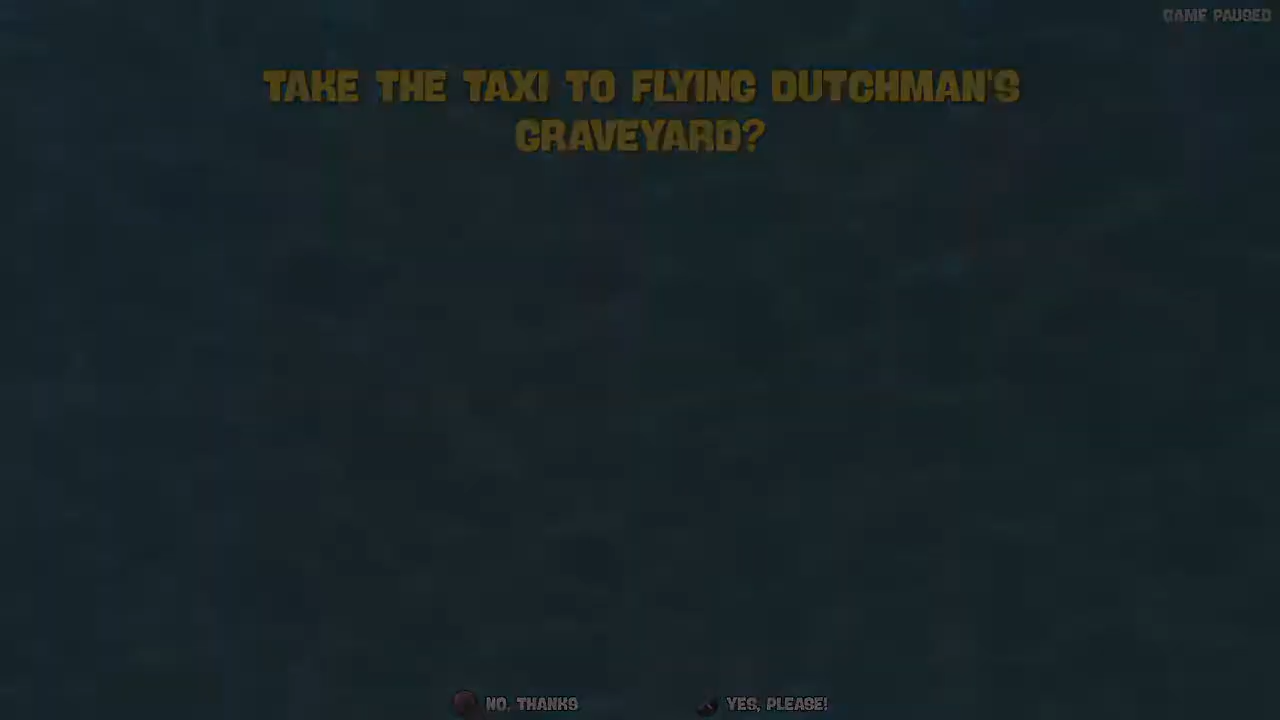 GAME PAUSED
TAKE THE TAXI TO FLYING DUTCHMAN'S
GRAVEYARD?
NO, THANKS
YES, PLEASE!